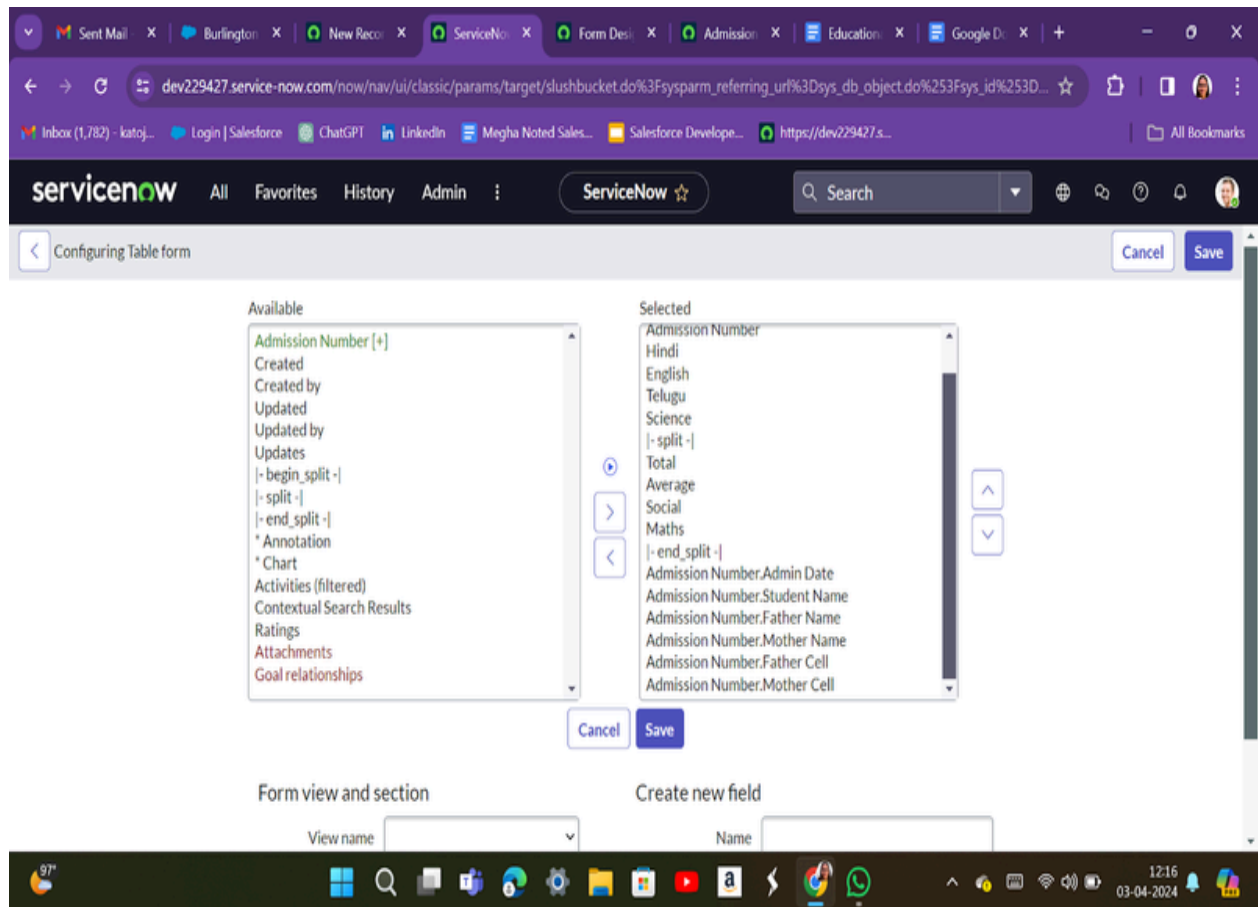 Sent Mail
Burlington
New Recor
ServiceNo
Form Desi
Admission
Education
Google Do
dev229427.service-now.com/now/nav/ui/classic/params/target/slushbucket.do%3Fsysparm_referring_url%3Dsys_db_object.do%253Fsys_id%253D...
Inbox (1,782) - katoj...
Login | Salesforce
ChatGPT
LinkedIn
Megha Noted Sales...
Salesforce Develope...
https://dev229427.s...
All Bookmarks
servicenow
All
Favorites
History
Admin
ServiceNow
Search
Configuring Table form
Cancel
Save
Available
Admission Number [+]
Created
Created by
Updated
Updated by
Updates
|- begin_split -|
|- split -|
|- end_split -|
* Annotation
* Chart
Activities (filtered)
Contextual Search Results
Ratings
Attachments
Goal relationships
Selected
Admission Number
Hindi
English
Telugu
Science
|- split -|
Total
Average
Social
Maths
|- end_split -|
Admission Number.Admin Date
Admission Number.Student Name
Admission Number.Father Name
Admission Number.Mother Name
Admission Number.Father Cell
Admission Number.Mother Cell
Cancel
Save
Form view and section
View name
Create new field
Name
97°
12:16
03-04-2024